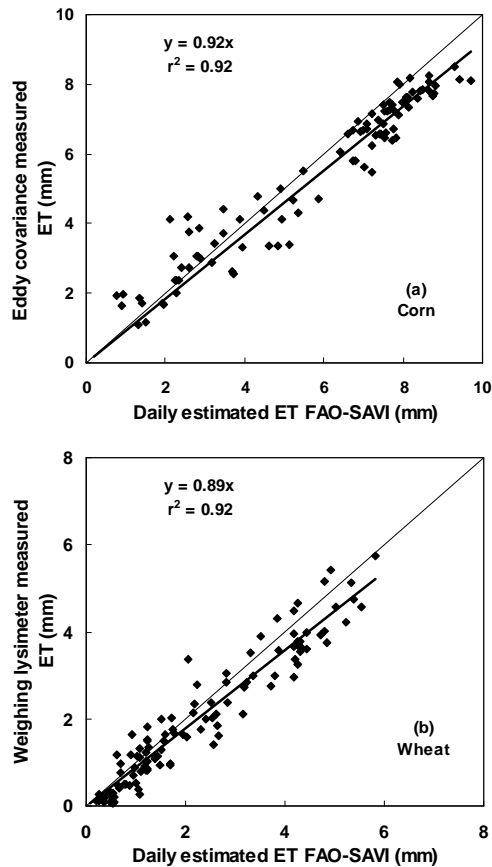 10
8
6
4
2
0
0 2 4 6 8 10
y = 0.92x
r² = 0.92
(a)
Corn
Eddy covariance measured
ET (mm)
Daily estimated ET FAO-SAVI (mm)
8
6
4
2
0
0 2 4 6 8
y = 0.89x
r² = 0.92
(b)
Wheat
Weighing lysimeter measured
ET (mm)
Daily estimated ET FAO-SAVI (mm)